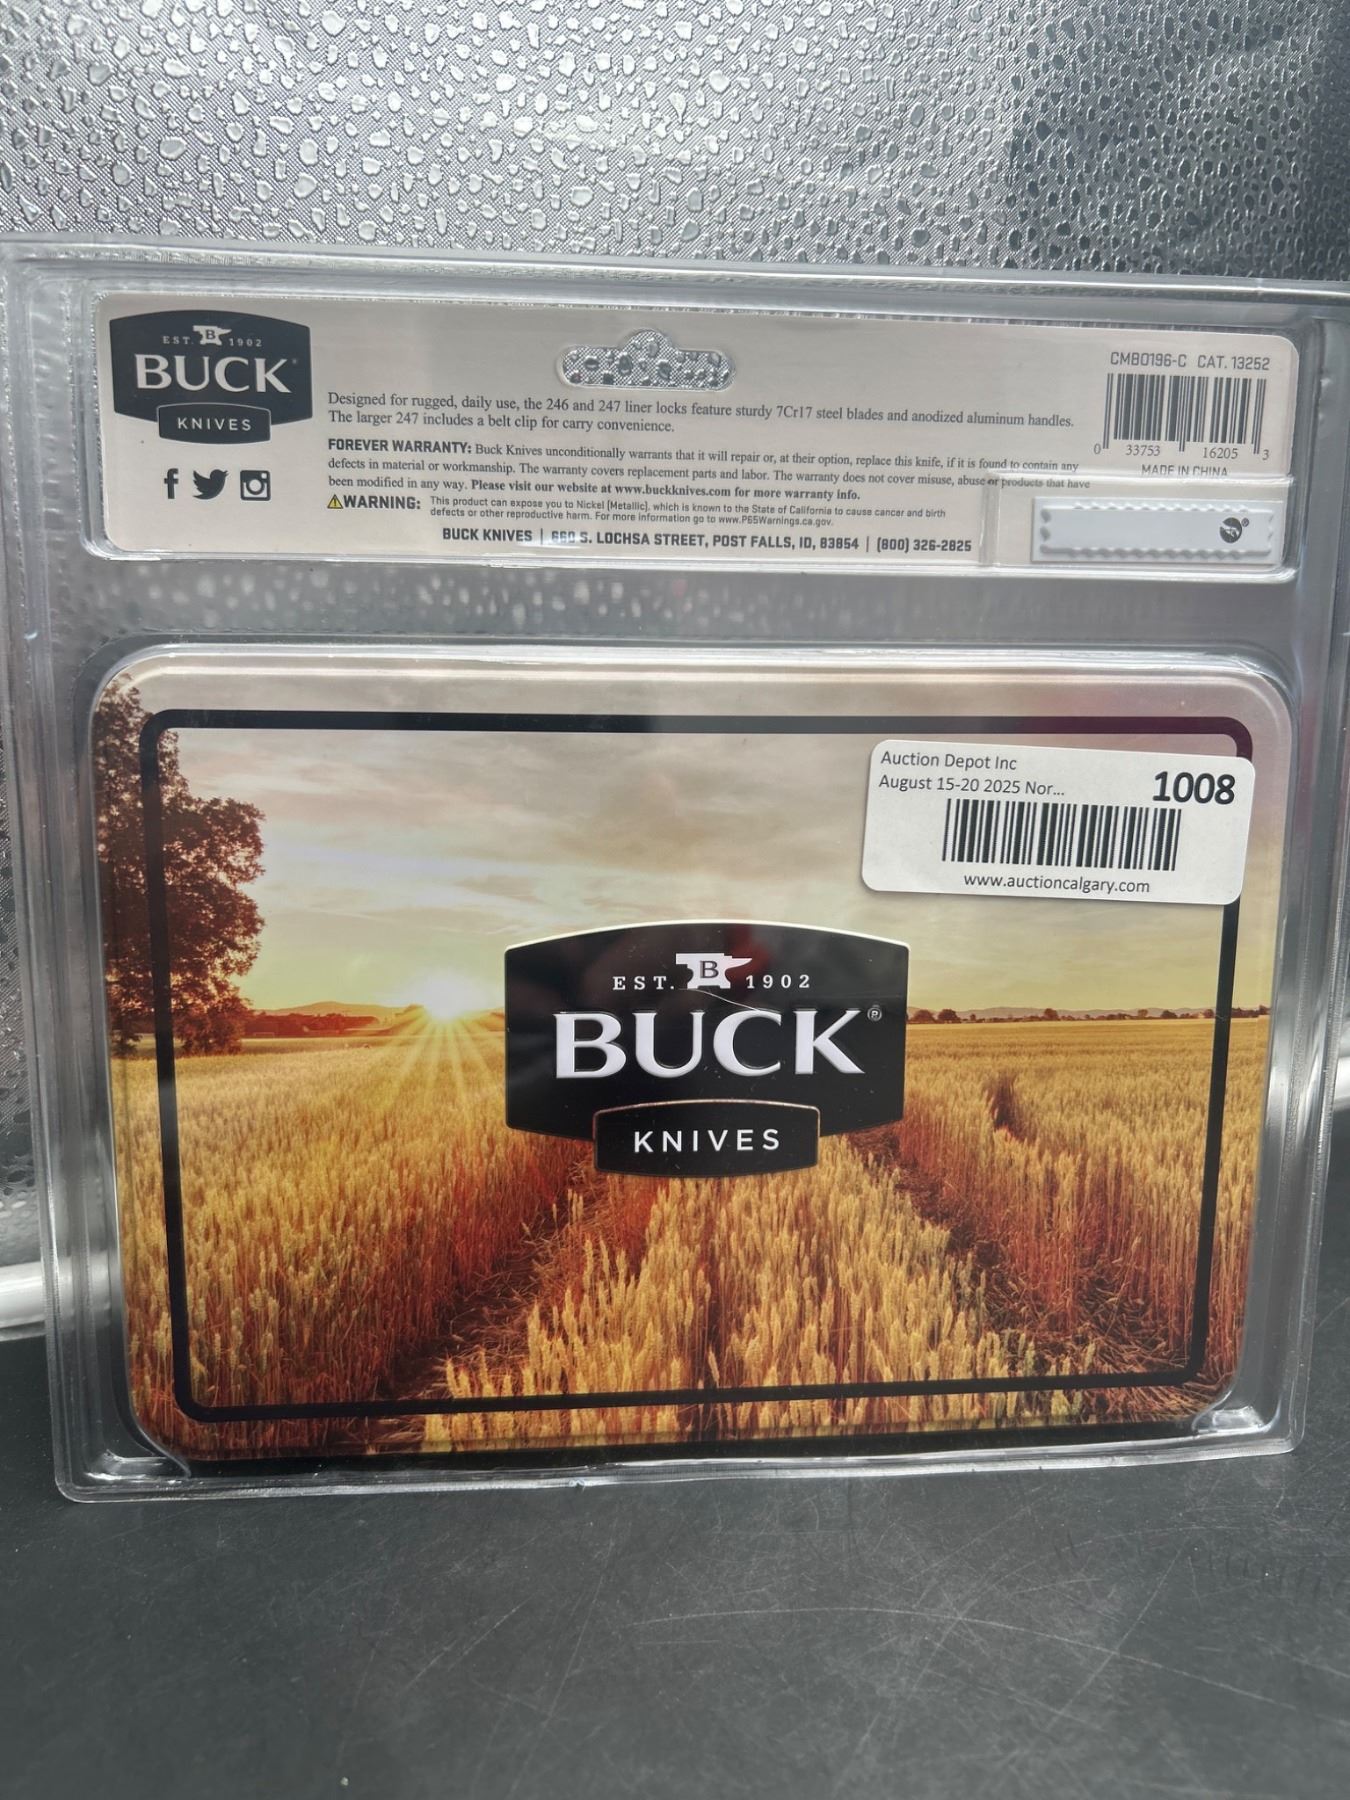 EST. B 1902
BUCK
KNIVES
Designed for rugged, daily use, the 246 and 247 liner locks feature sturdy 7Cr17 steel blades and anodized aluminum handles.
The larger 247 includes a belt clip for carry convenience.
FOREVER WARRANTY: Buck Knives unconditionally warrants that it will repair or, at their option, replace this knife, if it is found to contain any
defects in material or workmanship. The warranty covers replacement parts and labor. The warranty does not cover misuse, abuse or products that have
been modified in any way. Please visit our website at www.buckknives.com for more warranty info.
⚠WARNING: This product can expose you to Nickel (Metallic), which is known to the State of California to cause cancer and birth
defects or other reproductive harm. For more information go to www.P65Warnings.ca.gov.
BUCK KNIVES | 660 S. LOCHSA STREET, POST FALLS, ID, 83854 | (800) 326-2825
CMB0196-C CAT. 13252
0 33753 16205 3
MADE IN CHINA
Auction Depot Inc
August 15-20 2025 Nor...
1008
www.auctioncalgary.com
EST. B 1902
BUCK®
KNIVES